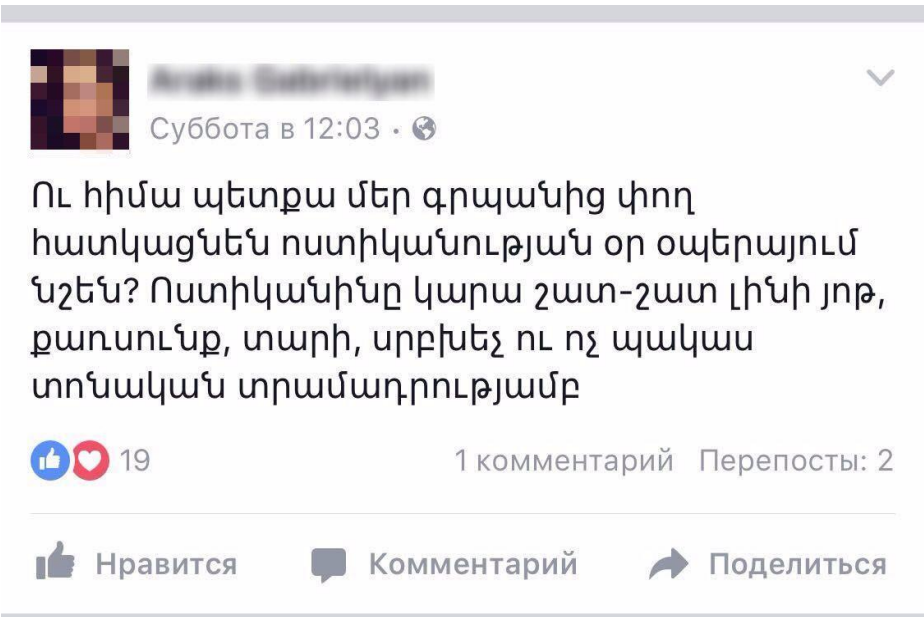 Суббота в 12:03 ·
Ու հիմա պետքա մեր գրպանից փող
հատկացնեն ոստիկանության օր օպերայում
նշեն? Ոստիկանինը կարա շատ-շատ լինի յոթ,
քառսունք, տարի, սրբխեչ ու ոչ պակաս
տոնական տրամադրությամբ
19 1 комментарий Перепосты: 2
Нравится Комментарий Поделиться